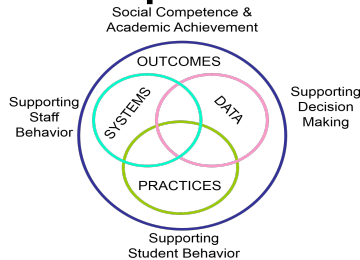 Social Competence &
Academic Achievement
OUTCOMES
Supporting
Staff
Behavior
SYSTEMS
DATA
Supporting
Decision
Making
PRACTICES
Supporting
Student Behavior